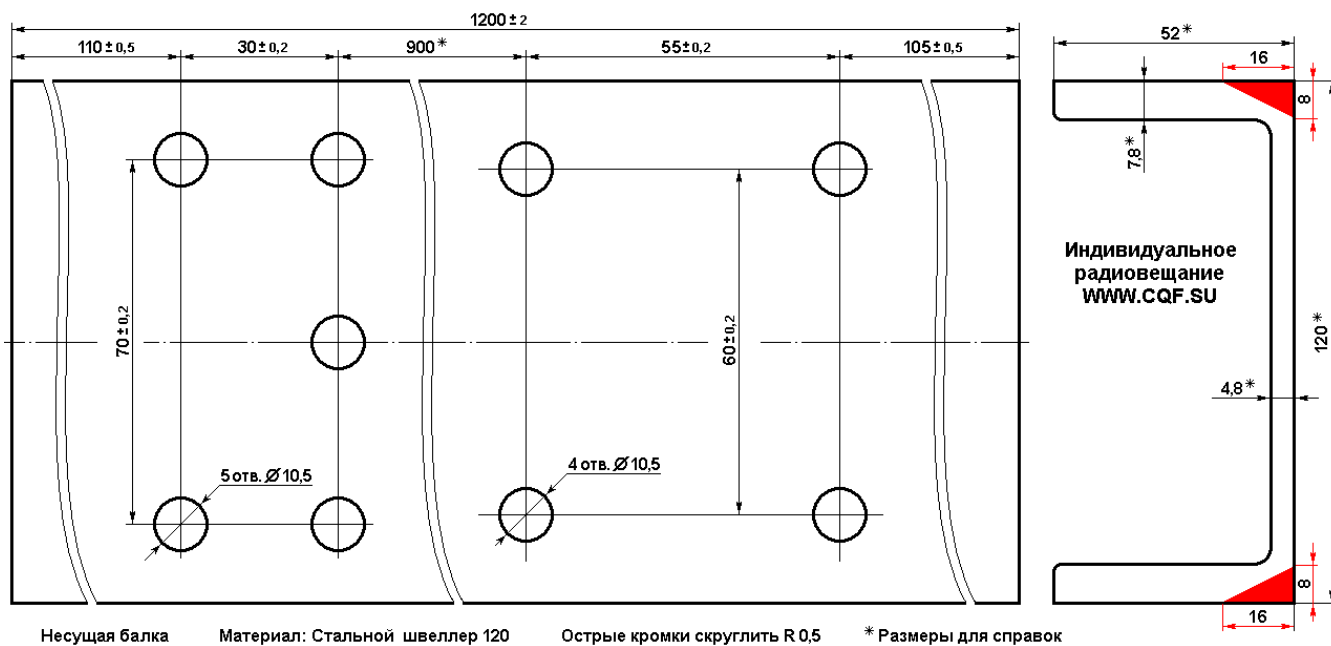 1200±2
110±0,5 30±0,2 900* 55±0,2 105±0,5
52*
16
8
7,8*
Индивидуальное
радиовещание
WWW.CQF.SU
70±0,2
60±0,2
120*
4,8*
5 отв. Ø 10,5
4 отв. Ø 10,5
8
16
Несущая балка Материал: Стальной швеллер 120 Острые кромки скруглить R 0,5 * Размеры для справок